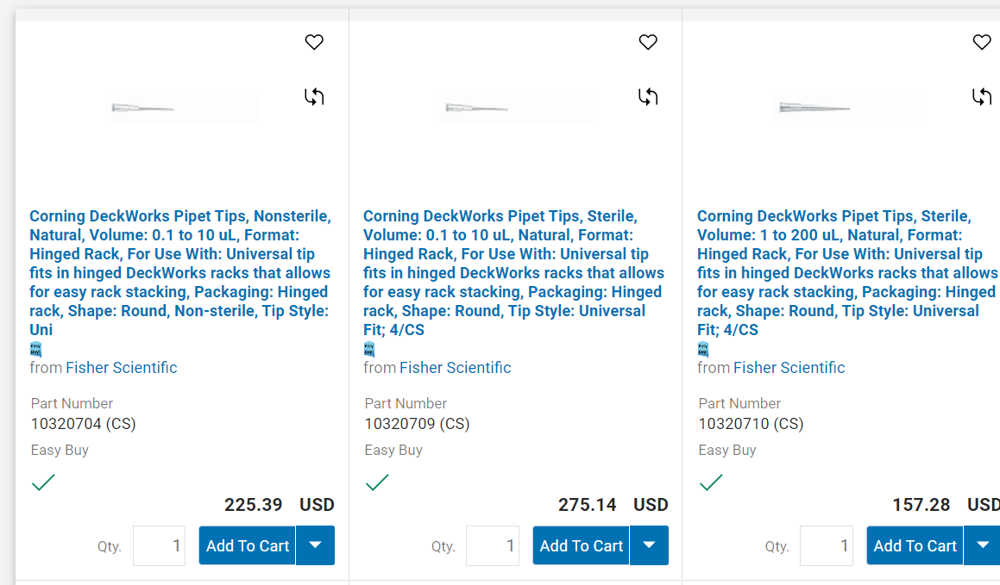 Corning DeckWorks Pipet Tips, Nonsterile,
Natural, Volume: 0.1 to 10 uL, Format:
Hinged Rack, For Use With: Universal tip
fits in hinged DeckWorks racks that allows
for easy rack stacking, Packaging: Hinged
rack, Shape: Round, Non-sterile, Tip Style:
Uni
Easy
Buy!
from Fisher Scientific
Part Number
10320704 (CS)
Easy Buy
225.39 USD
Qty. 1 Add To Cart
Corning DeckWorks Pipet Tips, Sterile,
Volume: 0.1 to 10 uL, Natural, Format:
Hinged Rack, For Use With: Universal tip
fits in hinged DeckWorks racks that allows
for easy rack stacking, Packaging: Hinged
rack, Shape: Round, Tip Style: Universal
Fit; 4/CS
Easy
Buy!
from Fisher Scientific
Part Number
10320709 (CS)
Easy Buy
275.14 USD
Qty. 1 Add To Cart
Corning DeckWorks Pipet Tips, Sterile,
Volume: 1 to 200 uL, Natural, Format:
Hinged Rack, For Use With: Universal tip
fits in hinged DeckWorks racks that allows
for easy rack stacking, Packaging: Hinged
rack, Shape: Round, Tip Style: Universal
Fit; 4/CS
Easy
Buy!
from Fisher Scientific
Part Number
10320710 (CS)
Easy Buy
157.28 USD
Qty. 1 Add To Cart